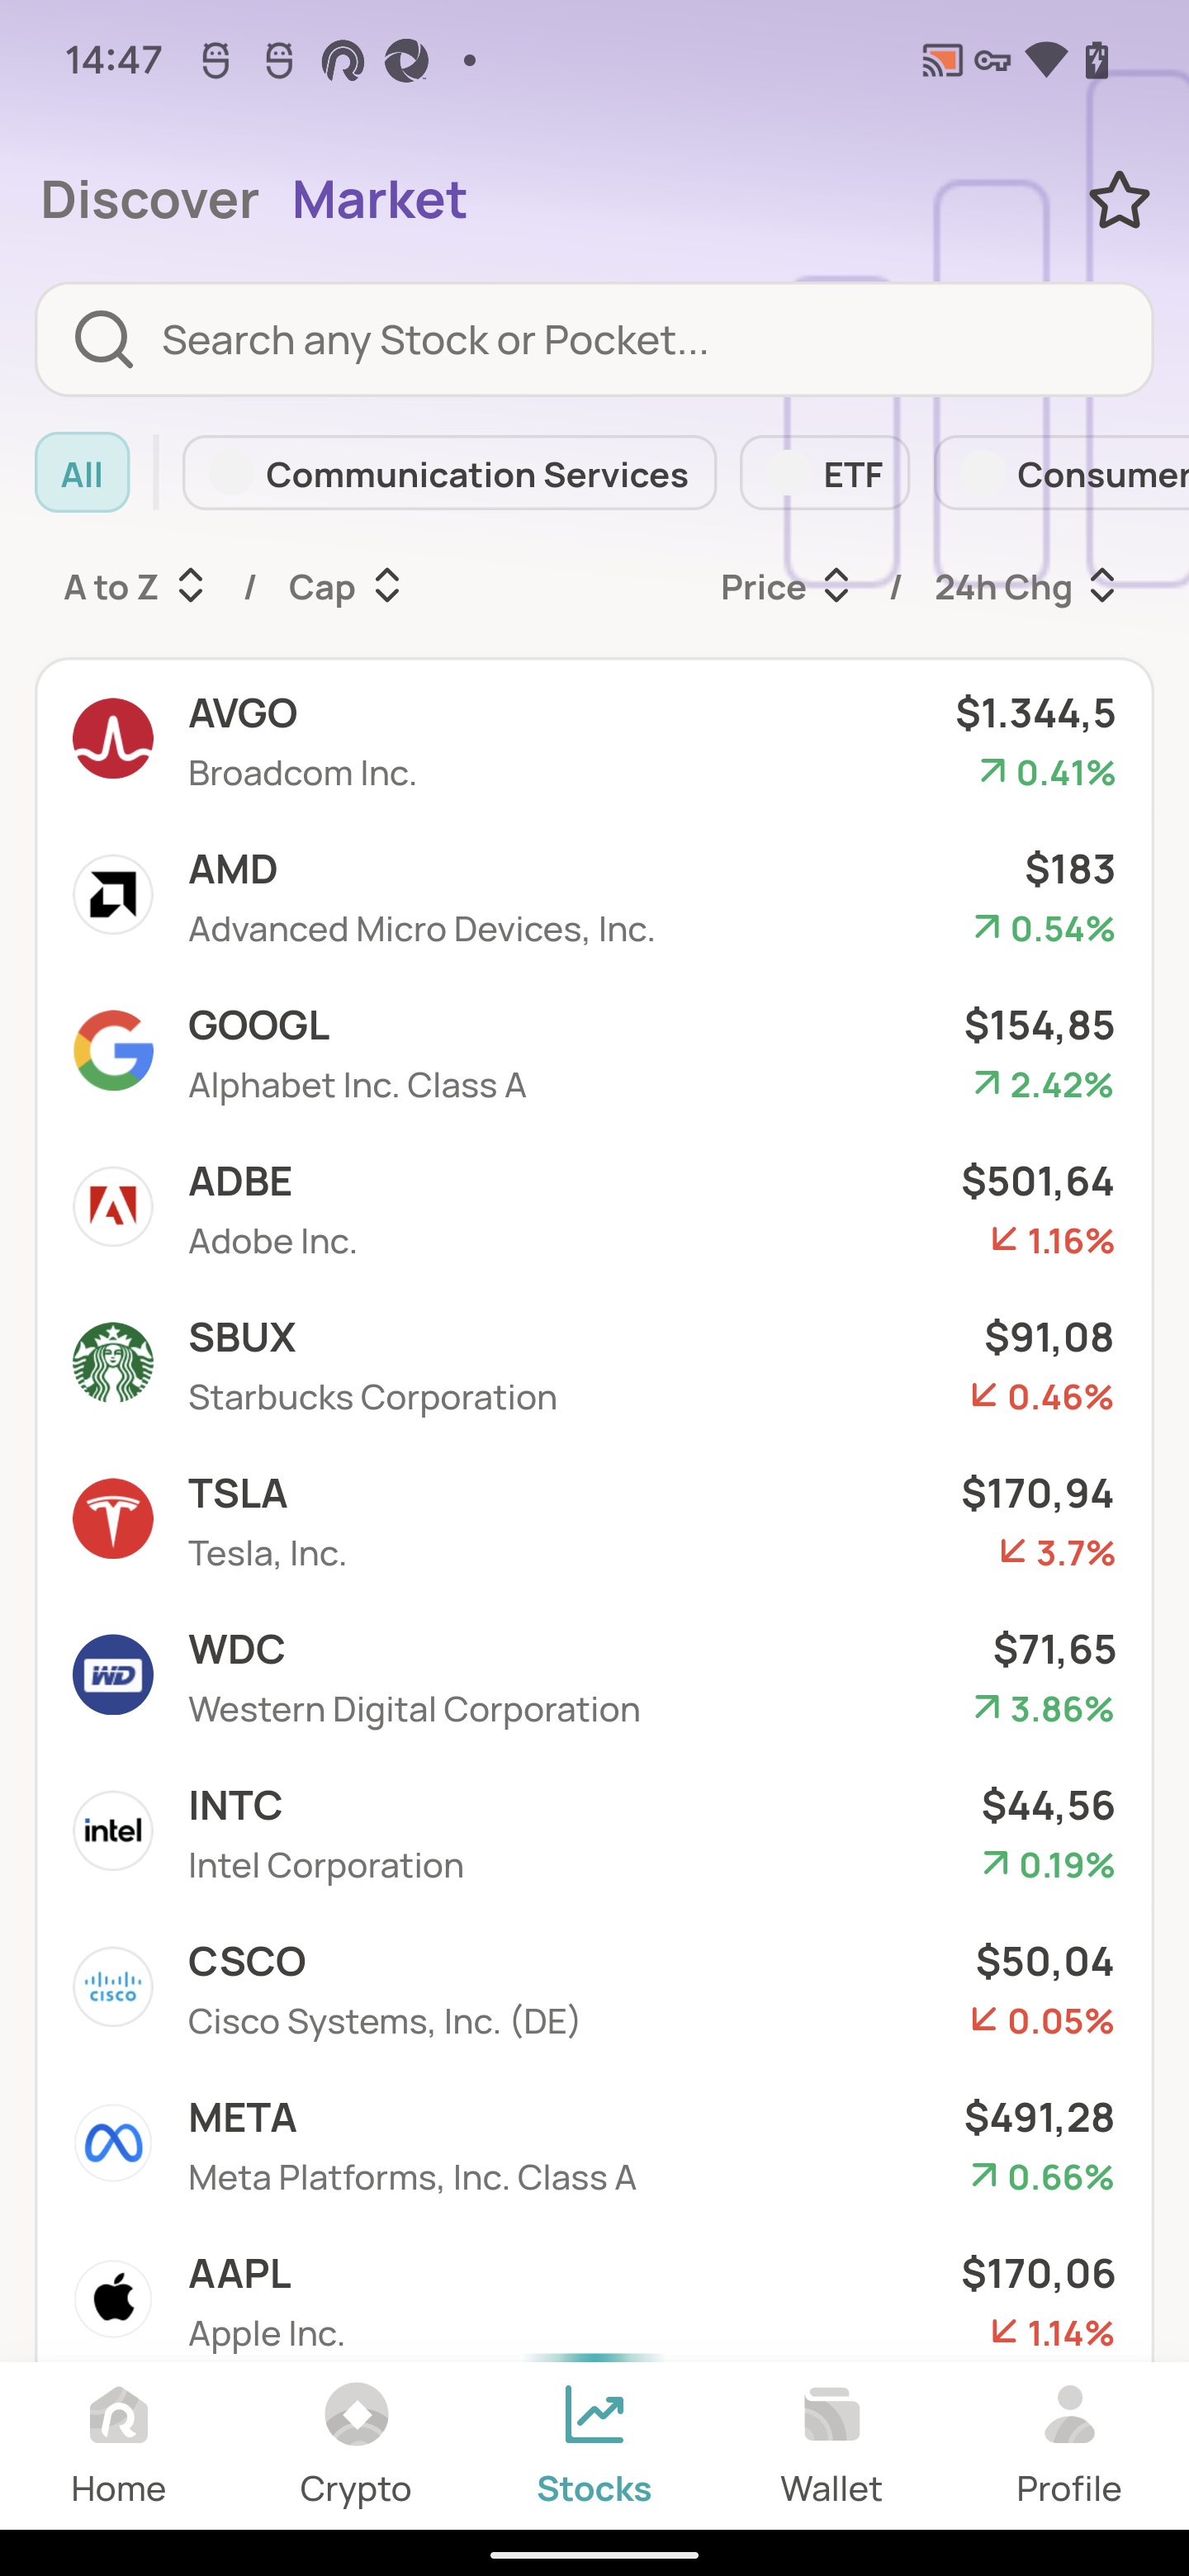 14:47
Discover Market
Search any Stock or Pocket...
All Communication Services ETF Consumer
A to Z / Cap Price / 24h Chg
AVGO $1.344,5
Broadcom Inc. 0.41%
AMD $183
Advanced Micro Devices, Inc. 0.54%
GOOGL $154,85
Alphabet Inc. Class A 2.42%
ADBE $501,64
Adobe Inc. 1.16%
SBUX $91,08
Starbucks Corporation 0.46%
TSLA $170,94
Tesla, Inc. 3.7%
WDC $71,65
WD
Western Digital Corporation 3.86%
INTC $44,56
intel
Intel Corporation 0.19%
CSCO $50,04
CISCO
Cisco Systems, Inc. (DE) 0.05%
META $491,28
Meta Platforms, Inc. Class A 0.66%
AAPL $170,06
Apple Inc. 1.14%
Home Crypto Stocks Wallet Profile